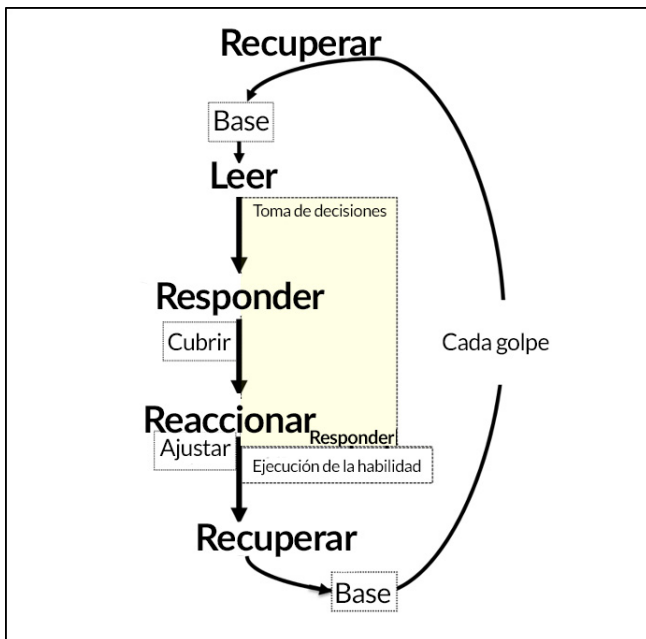 Recuperar
Base
Leer
Toma de decisiones
Responder
Cubrir
Cada golpe
Reaccionar
Responder
Ajustar
Ejecución de la habilidad
Recuperar
Base